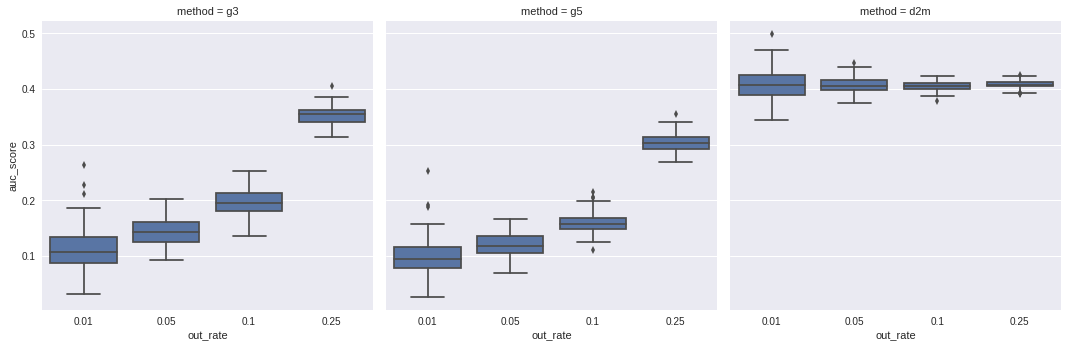 method = g3
method = g5
method = d2m
auc_score
0.5
0.4
0.3
0.2
0.1
0.01 0.05 0.1 0.25
0.01 0.05 0.1 0.25
0.01 0.05 0.1 0.25
out_rate
out_rate
out_rate